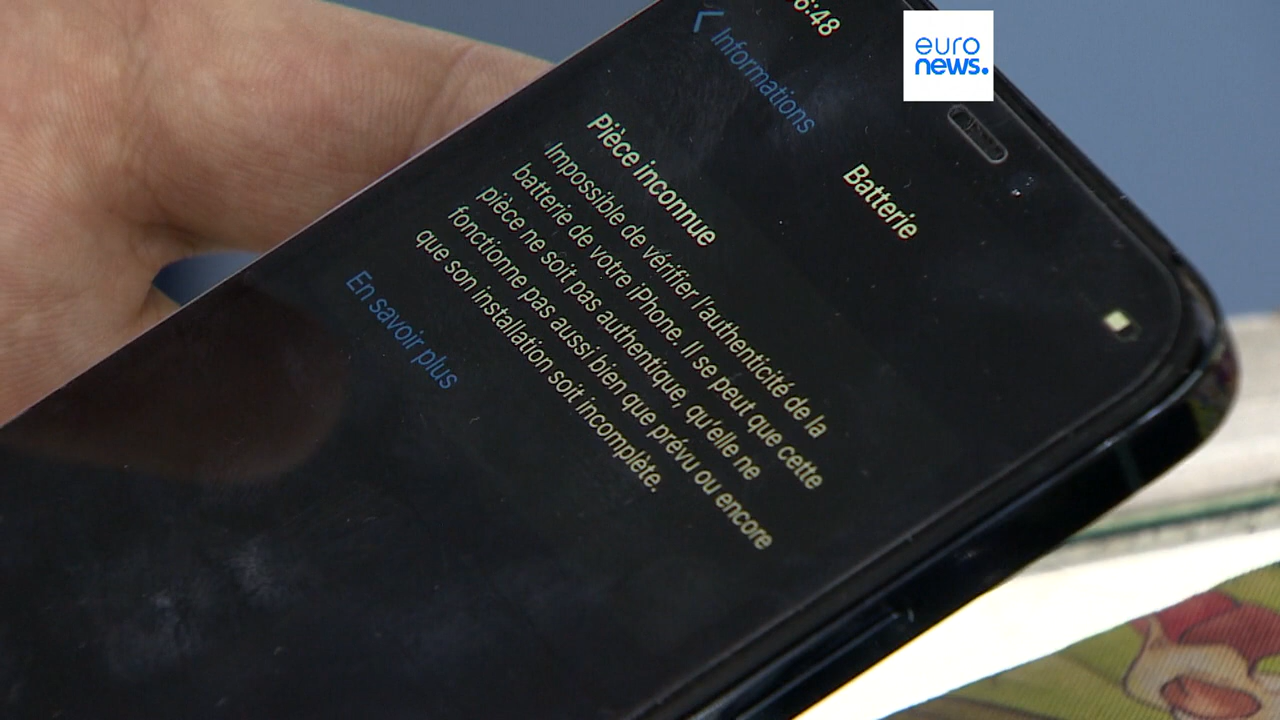 euro
news.
6:48
Informations
Batterie
Pièce inconnue
Impossible de vérifier l'authenticité de la
batterie de votre iPhone. Il se peut que cette
pièce ne soit pas authentique, qu'elle ne
fonctionne pas aussi bien que prévu ou encore
que son installation soit incomplète.
En savoir plus